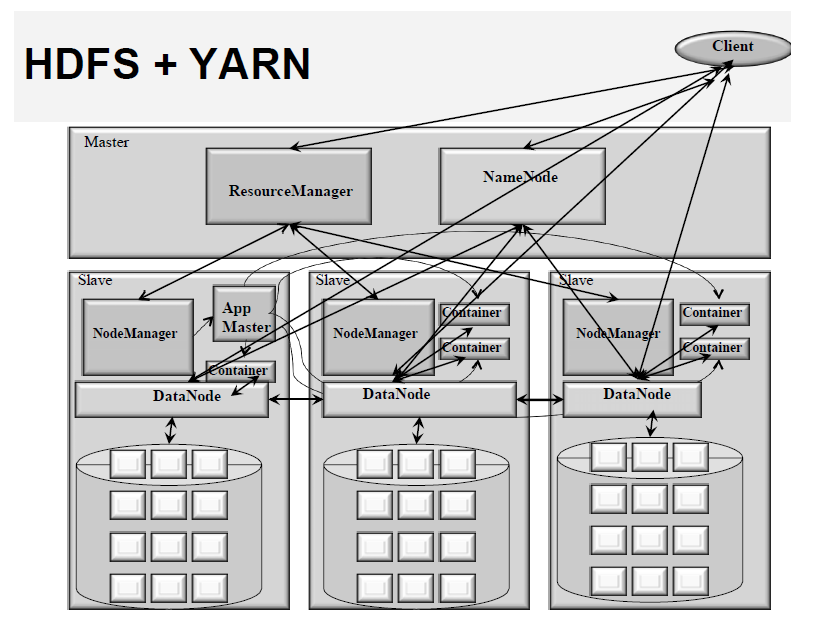 HDFS + YARN
Client
Master
ResourceManager
NameNode
Slave
NodeManager
App
Master
Container
DataNode
Slave
NodeManager
Container
Container
DataNode
Slave
NodeManager
Container
Container
DataNode